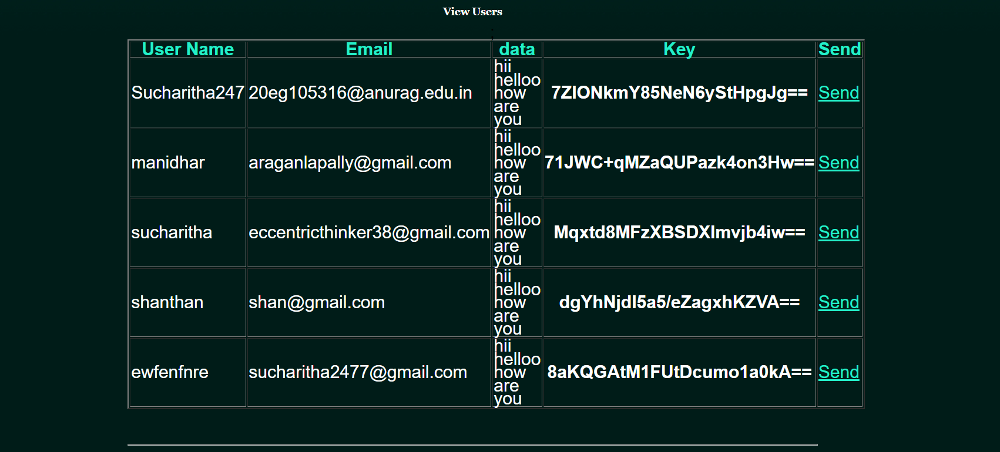 View Users
User Name Email data Key Send
Sucharitha247 20eg105316@anurag.edu.in hii helloo how are you 7ZIONkmY85NeN6yStHpgJg== Send
manidhar araganlapally@gmail.com hii helloo how are you 71JWC+qMZaQUPazk4on3Hw== Send
sucharitha eccentricthinker38@gmail.com hii helloo how are you Mqxtd8MFzXBSDXImvjb4iw== Send
shanthan shan@gmail.com hii helloo how are you dgYhNjdI5a5/eZagxhKZVA== Send
ewfenfnre sucharitha2477@gmail.com hii helloo how are you 8aKQGAtM1FUtDcumo1a0kA== Send